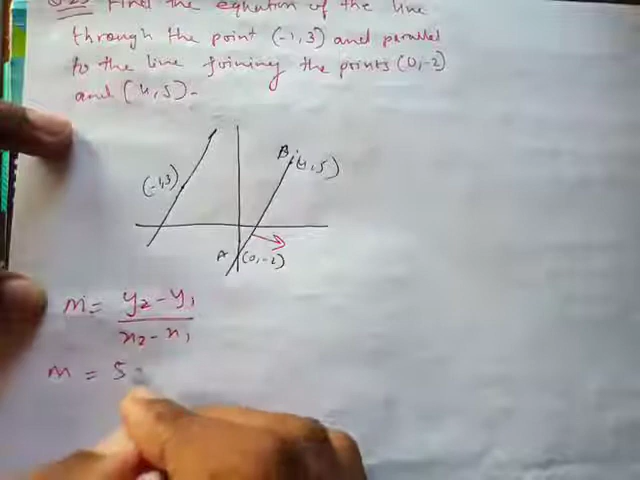 Find the equation of the line
through the point (-1,3) and parallel
to the line joining the points (0,-2)
and (4,5).
B (4,5)
(-1,3)
A (0,-2)
m = y₂ - y₁
x₂ - x₁
m = 5